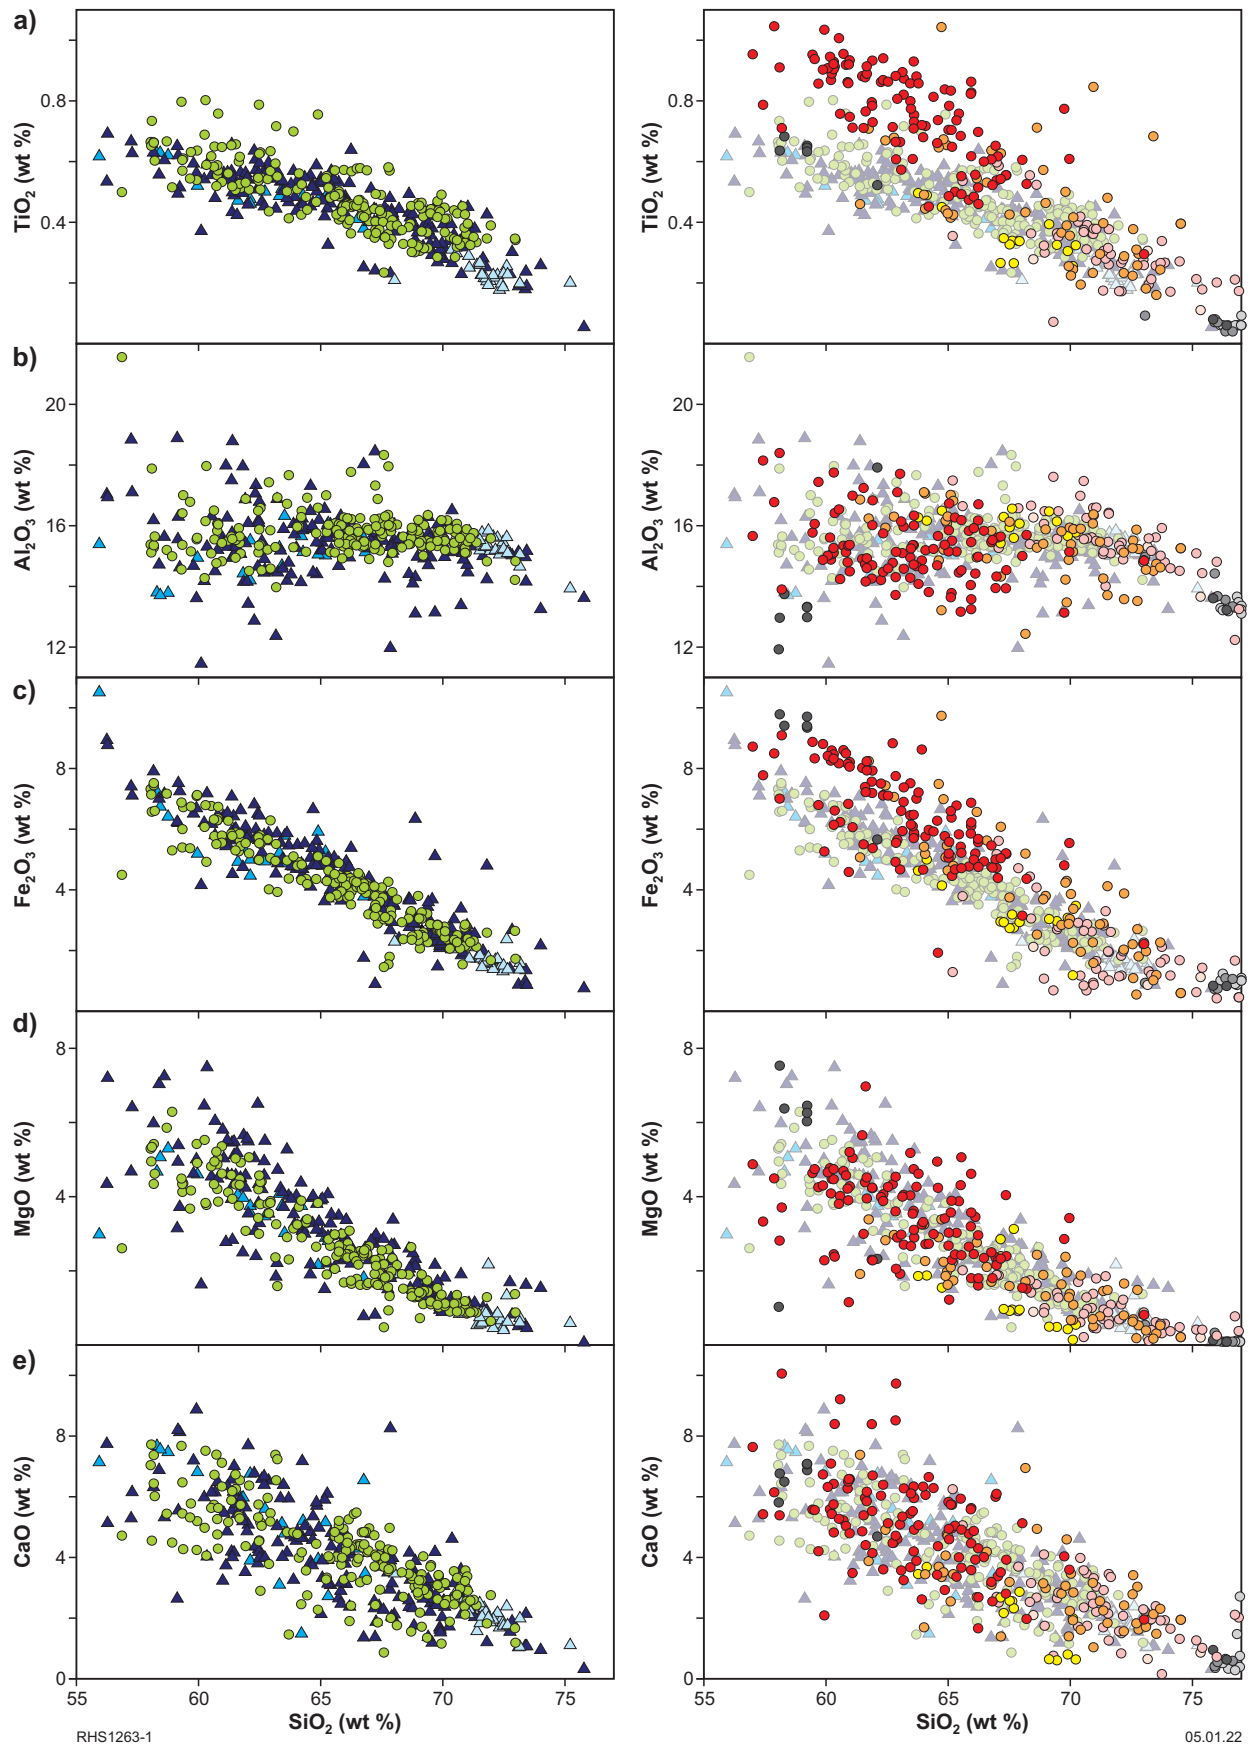 a)
0.8
0.4
TiO₂ (wt %)
0.8
0.4
TiO₂ (wt %)
b)
20
16
12
Al₂O₃ (wt %)
20
16
12
Al₂O₃ (wt %)
c)
8
4
Fe₂O₃ (wt %)
8
4
Fe₂O₃ (wt %)
d)
8
4
MgO (wt %)
8
4
MgO (wt %)
e)
8
4
0
CaO (wt %)
8
4
0
CaO (wt %)
55 60 65 70 75
55 60 65 70 75
SiO₂ (wt %)
SiO₂ (wt %)
RHS1263-1
05.01.22